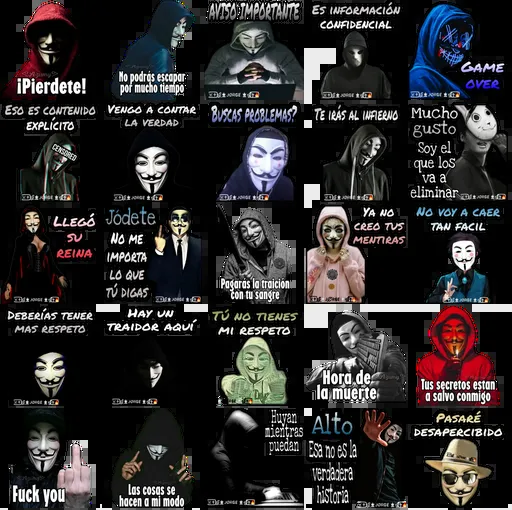 ¡Pierdete!
No podrás escapar
por mucho tiempo
AVISO IMPORTANTE
Es información
confidencial
Game
over
Eso es contenido
explícito
CENSORED
Vengo a contar
la verdad
Buscas problemas?
Te irás al infierno
Mucho
gusto
Soy el
que los
va a
eliminar
Llegó
su
reina
Jódete
No me
importa
lo que
tú digas
Pagarás la traición
con tu sangre
Ya no
creo tus
mentiras
No voy a caer
tan facil
Deberías tener
mas respeto
Hay un
traidor aquí
Tú no tienes
mi respeto
Hora de
la muerte
Tus secretos estan
a salvo conmigo
Fuck you
Las cosas se
hacen a mi modo
Huyan
mientras
puedan
Alto
Esa no es la
verdadera
historia
Pasaré
desapercibido